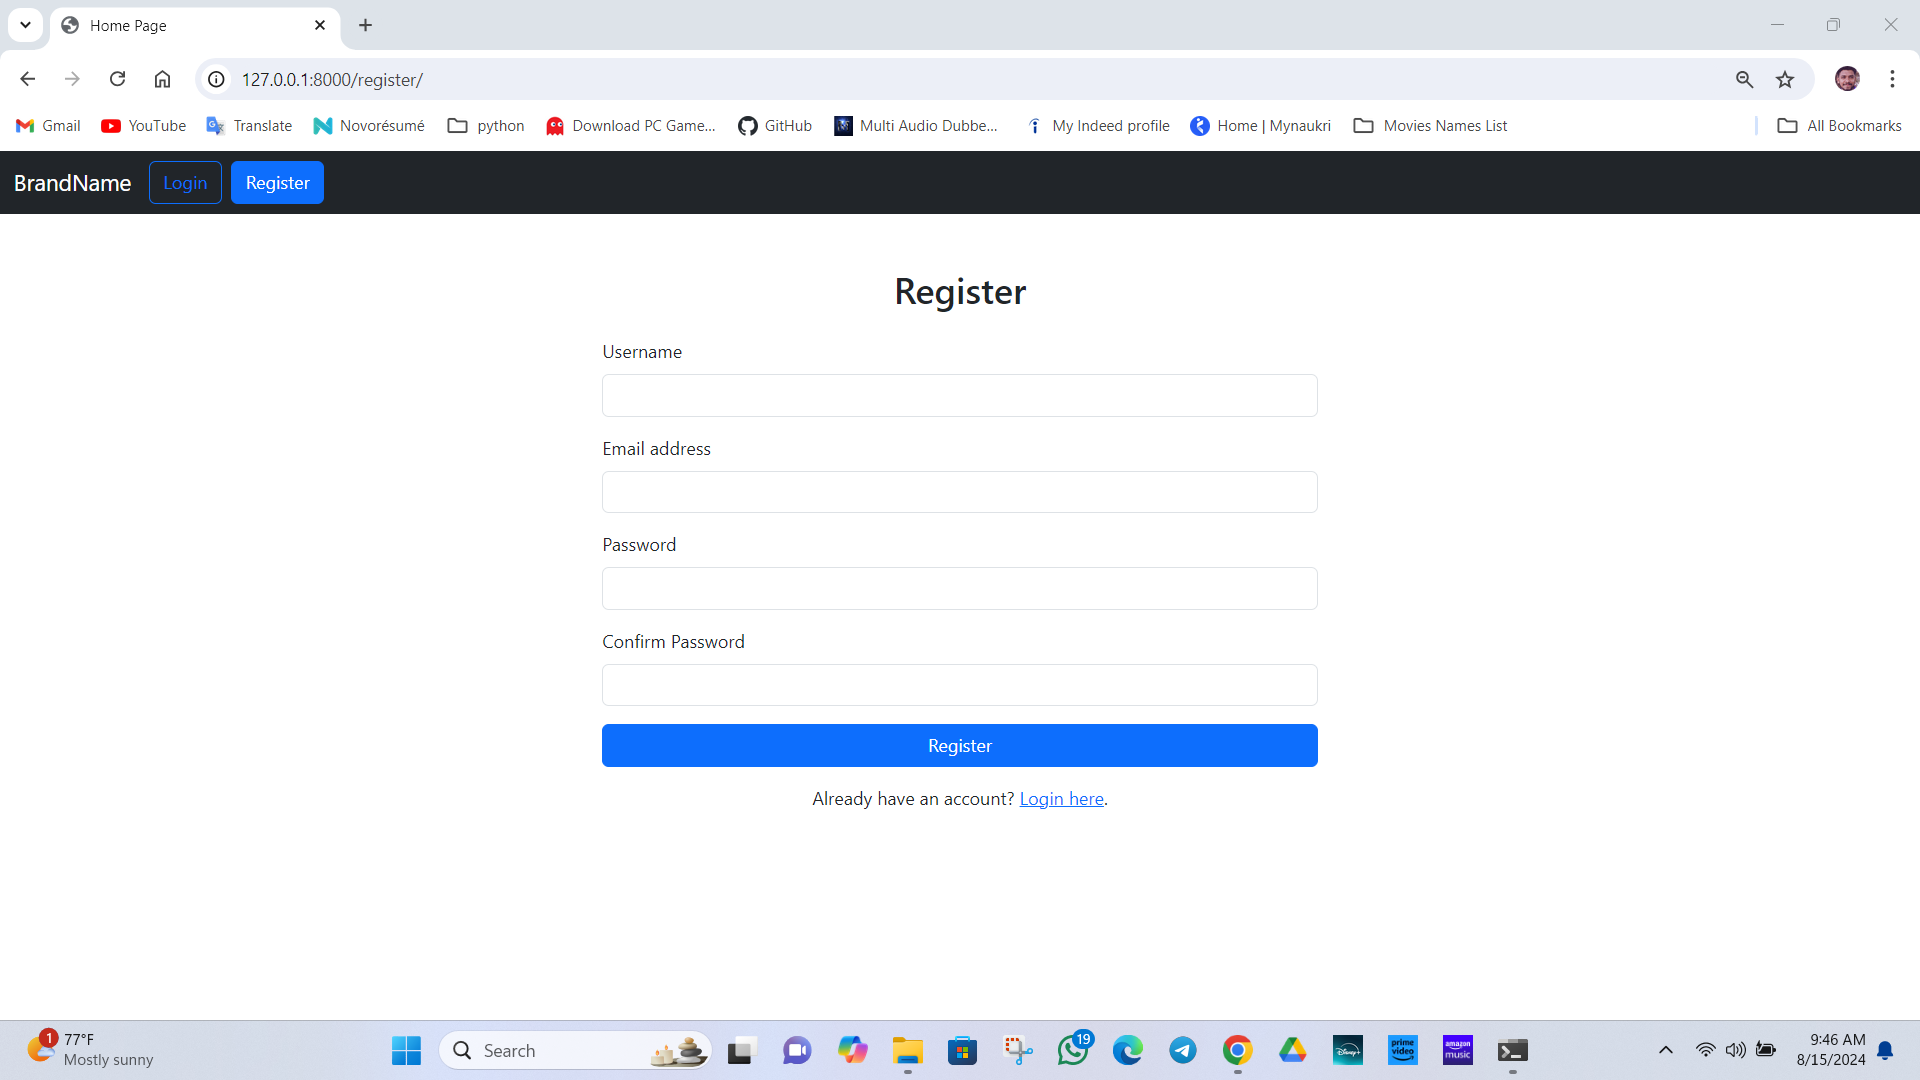 Home Page
127.0.0.1:8000/register/
Gmail YouTube Translate Novorésumé python Download PC Game... GitHub Multi Audio Dubbe... My Indeed profile Home | Mynaukri Movies Names List All Bookmarks
BrandName Login Register
Register
Username
Email address
Password
Confirm Password
Register
Already have an account? Login here.
1 77°F
Mostly sunny
Search
19
Disney+
prime video
amazon music
9:46 AM
8/15/2024